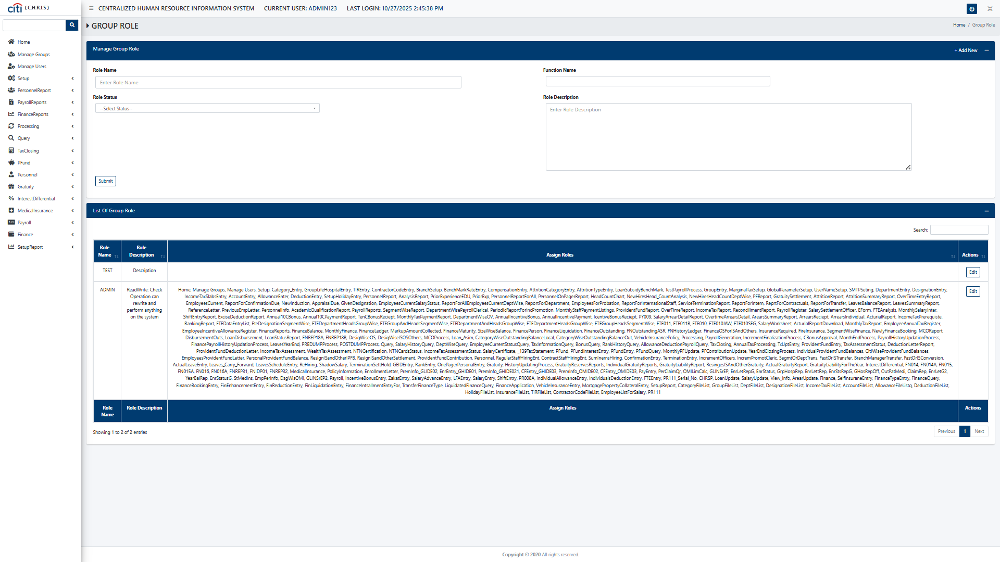 citi ( C.H.R.I.S )
CENTRALIZED HUMAN RESOURCE INFORMATION SYSTEM CURRENT USER: ADMIN123 LAST LOGIN: 10/27/2025 2:45:38 PM
GROUP ROLE
Home / Group Role
Home
Manage Groups
Manage Users
Setup
PersonnelReport
PayrollReports
FinanceReports
Processing
Query
TaxClosing
PFund
Personnel
Gratuity
InterestDifferential
MedicalInsurance
Payroll
Finance
SetupReport
Manage Group Role
+ Add New
Role Name
Function Name
Enter Role Name
Role Status
Role Description
--Select Status--
Enter Role Description
Submit
List Of Group Role
Search:
Role Name Role Description Assign Roles Actions
TEST Description Edit
ADMIN
ReadWrite: Check
Operation can
rewrite and
perform anything
on the system
Home, Manage Groups, Manage Users, Setup, Category_Entry, GroupLifeHospitalEntry, TIREntry, ContractorCodeEntry, BranchSetup, BenchMarkRateEntry, CompensationEntry, AttritionCategoryEntry, AttritionTypeEntry, LoanSubsidyBenchMark, TestPayrollProcess, GroupEntry, MarginalTaxSetup, GlobalParameterSetup, UserNameSetup, SMTPSeting, DepartmentEntry, DesignationEntry,
IncomeTaxSlabsEntry, AccountEntry, AllowanceEnter, DeductionEntry, SetupHolidayEntry, PersonnelReport, AnalysisReport, PriorExperienceEDU, PriorExp, PersonnelReportForAll, PersonnelOnPagerReport, HeadCountChart, NewHiresHead_CountAnalysis, NewHiresHeadCountDeptWise, PFReport, GratuitySettlement, AttritionReport, AttritionSummaryReport, OverTimeEntryReport,
EmployeesCurrent, ReportForConfirmationDue, NewInduction, AppraisalDue, GivenDesignation, EmployeesCurrentSalaryStatus, ReportForAllEmployeesCurrentDeptWise, ReportForDepartment, EmployeesForProbation, ReportForInternationalStaff, ServiceTerminationReport, ReportForIntern, ReprtForContractuals, ReportForTransfer, LeavesBalanceReport, LeavesSummaryReport,
ReferenceLetter, PreviousEmpLetter, PersonnelInfo, AcademicQualificationReport, PayrollReports, SegmentWiseReport, DepartmentWisePayrollClerical, PeriodicReportForIncPromotion, MonthlyStaffPaymentListings, ProvidentFundReport, OverTimeReport, IncomeTaxReport, ReconcilmentReport, PayrollRegister, SalarySettlementOfficer, EForm, FTEAnalysis, MonthlySalaryInter,
ShiftEntryReport, ExciseDeductionReport, Annual10CBonus, Annual10CPaymentReport, TenCBonusReciept, MonthlyTaxPaymentReport, DepartmentWiseOV, AnnualIncentiveBonus, AnnualIncentivePayment, IcentiveBonusReciept, PY009, SalaryArrearDetailReport, OvertimeArrearsDetail, ArearsSummaryReport, ArrearsReciept, ArrearsIndividual, ActurialReport, IncomeTaxPrerequiste,
RankingReport, FTEDataEntryList, FteDesignationSegmentWise, FTEDepartmentHeadsGroupWise, FTEGroupAndHeadsSegmentWise, FTEDepartmentAndHeadsGroupWise, FTEDepartmentHeadsGroupWise, FTEGroupHeadsSegmentWise, FTE011, FTE011B, FTE010, FTE010JAW, FTE010SEG, SalaryWorksheet, ActurialReportDownload, MonthlyTaxReport, EmployeeAnnualTaxRegister,
EmployeeIncentiveAllowanceRegister, FinanceReports, FinanceBalance, MonthlyFinance, FinanceLedger, MarkupAmountCollected, FinanceMaturity, SizeWiseBalance, FinancePerson, FinanceLiquidation, FinanceOutstanding, FNOutstandingASR, FNHistoryLedger, FinanceOSForISAndOthers, InsuranceRequired, FireInsurance, SegmentWiseFinance, NewlyFinanceBooking, MCOReport,
DisbursementOuts, LoanDisbursement, LoanStatusReport, FNREP18A, FNREP18B, DesigWiseOS, DesigWiseISOSOthers, MCOProcess, Loan_Asim, CategoryWiseOutstandingBalanceLocal, CategoryWiseOutstandingBalanceOut, VehicleInsurancePolicy, Processing, PayrollGeneration, IncrementFinalizationProcess, CBonusApproval, MonthEndProcess, PayrollHistoryUpdationProcess,
FinancePayrollHistoryUpdationProcess, LeavesYearEnd, PREDUMPProcess, POSTDUMPProcess, Query, SalaryHistoryQuery, DeptWiseQuery, EmployeeCurrentStatusQuery, TaxInformationQuery, BonusQuery, RankHistoryQuery, AllowanceDeductionPayrollQuery, TaxClosing, AnnualTaxProcessing, TxUptEntry, ProvidentFundEntry, TaxAssessmentStatus, DeductionLetterReport,
ProvidentFundDeductionLetter, IncomeTaxAssessment, WealthTaxAssessment, NTNCertification, NTNCardsStatus, IncomeTaxAssessmentStatus, SalaryCertificate, _139TaxStatement, PFund, PFundInterestEntry, PFundEntry, PFundQuery, MonthlyPFUpdate, PFContributionUpdate, YearEndClosingProcess, IndividualProvidentFundBalances, CitiWiseProvidentFundBalances,
EmployeesProvidentFundLetter, PersonalProvidentFundBalance, ResignISandOtherIPFB, ResignISandOtherSettlement, ProvidentFundContribution, Personnel, RegularStaffHiringEnt, ContractStaffHiringEnt, SumInernsHiring, ConfirmationEntry, TerminationEntry, IncrementOfficers, IncremPromotCleric, SegmtOrDeptTrans, FastOrISTransfer, BranchManagerTransfer, FastOrISConversion,
ActualLeaveEntry, Leaves_Carry_Forward, LeavesScheduleEntry, ReHiring, ShadowSalary, TerminationSettHold, GEIDEntry, RankEntry, OnePagerPersonalEntry, Gratuity, HistoryUpdatingProcess, GratuityReservesReports, IndividualGratuityReports, GratuityLiabilityReport, ResingesISAndOtherGratuity, ActualGratuityReport, GratuityLiabilityForTheYear, InterestDifferential, FN014, FN014A, FN015,
FN015A, FN016, FN016A, FNREP31, FNIDP01, FNREP32, MedicalInsurance, PolicyInformation, EnrollmentLetter, PremInfo_GLIDE02, EnrEntry_GHIDE01, PremInfo_GHIDE021, CFEntry_GHIDE03, PremInfo_OMIDE02, CFEntry_OMIDE03, PayEntry, PerClaimQr, OMILimCalc, GLINSrEP, EnrLetRepG, EnrStatus, GrpHospRep, EnrLettRep, EnrStsRepG, GHosRepOff, OutPatMedi, ClaimRep, EnrLetG2,
YearBalRep, EnrStatusG, StMedIns, EmpPerInfo, DsgWisOMI, GLINSrEP2, Payroll, IncentiveBonusEntry, ZakatEntry, SalaryAdvanceEntry, LFAEntry, SalaryEntry, ShiftEntry, PR008A, IndividualAllowanceEntry, IndividualsDeductionEntry, FTEEntry, PR111_Serial_No, CHRSP, LoanUpdate, SalaryUpdate, View_Info, ArearUpdate, Finance, SelfInsuraneEntry, FinanceTypeEntry, FinanceQuery,
FinanceBookingEntry, FinEnhancementEntry, FinReductionEntry, FinLiquidationEntry, FinanceIntsallmentEntryFor, TransferFinanceType, LiquidatedFinanceQuery, FinanceApplication, VehicleInsuranceEntry, MortgagePropertyCollateralEntry, SetupReport, CategoryFileList, GroupFileList, DeptFileList, DesignationFileList, IncomeTaxFileList, AccountFileList, AllowanceFileListq, DeductionFileList,
HolidayFileList, InsuranceFileList, TIRFileList, ContractorCodeFileList, EmployeeListForSalary, PR111
Edit
Role Name Role Description Assign Roles Actions
Showing 1 to 2 of 2 entries
Previous 1 Next
Copyright © 2020 All rights reserved.